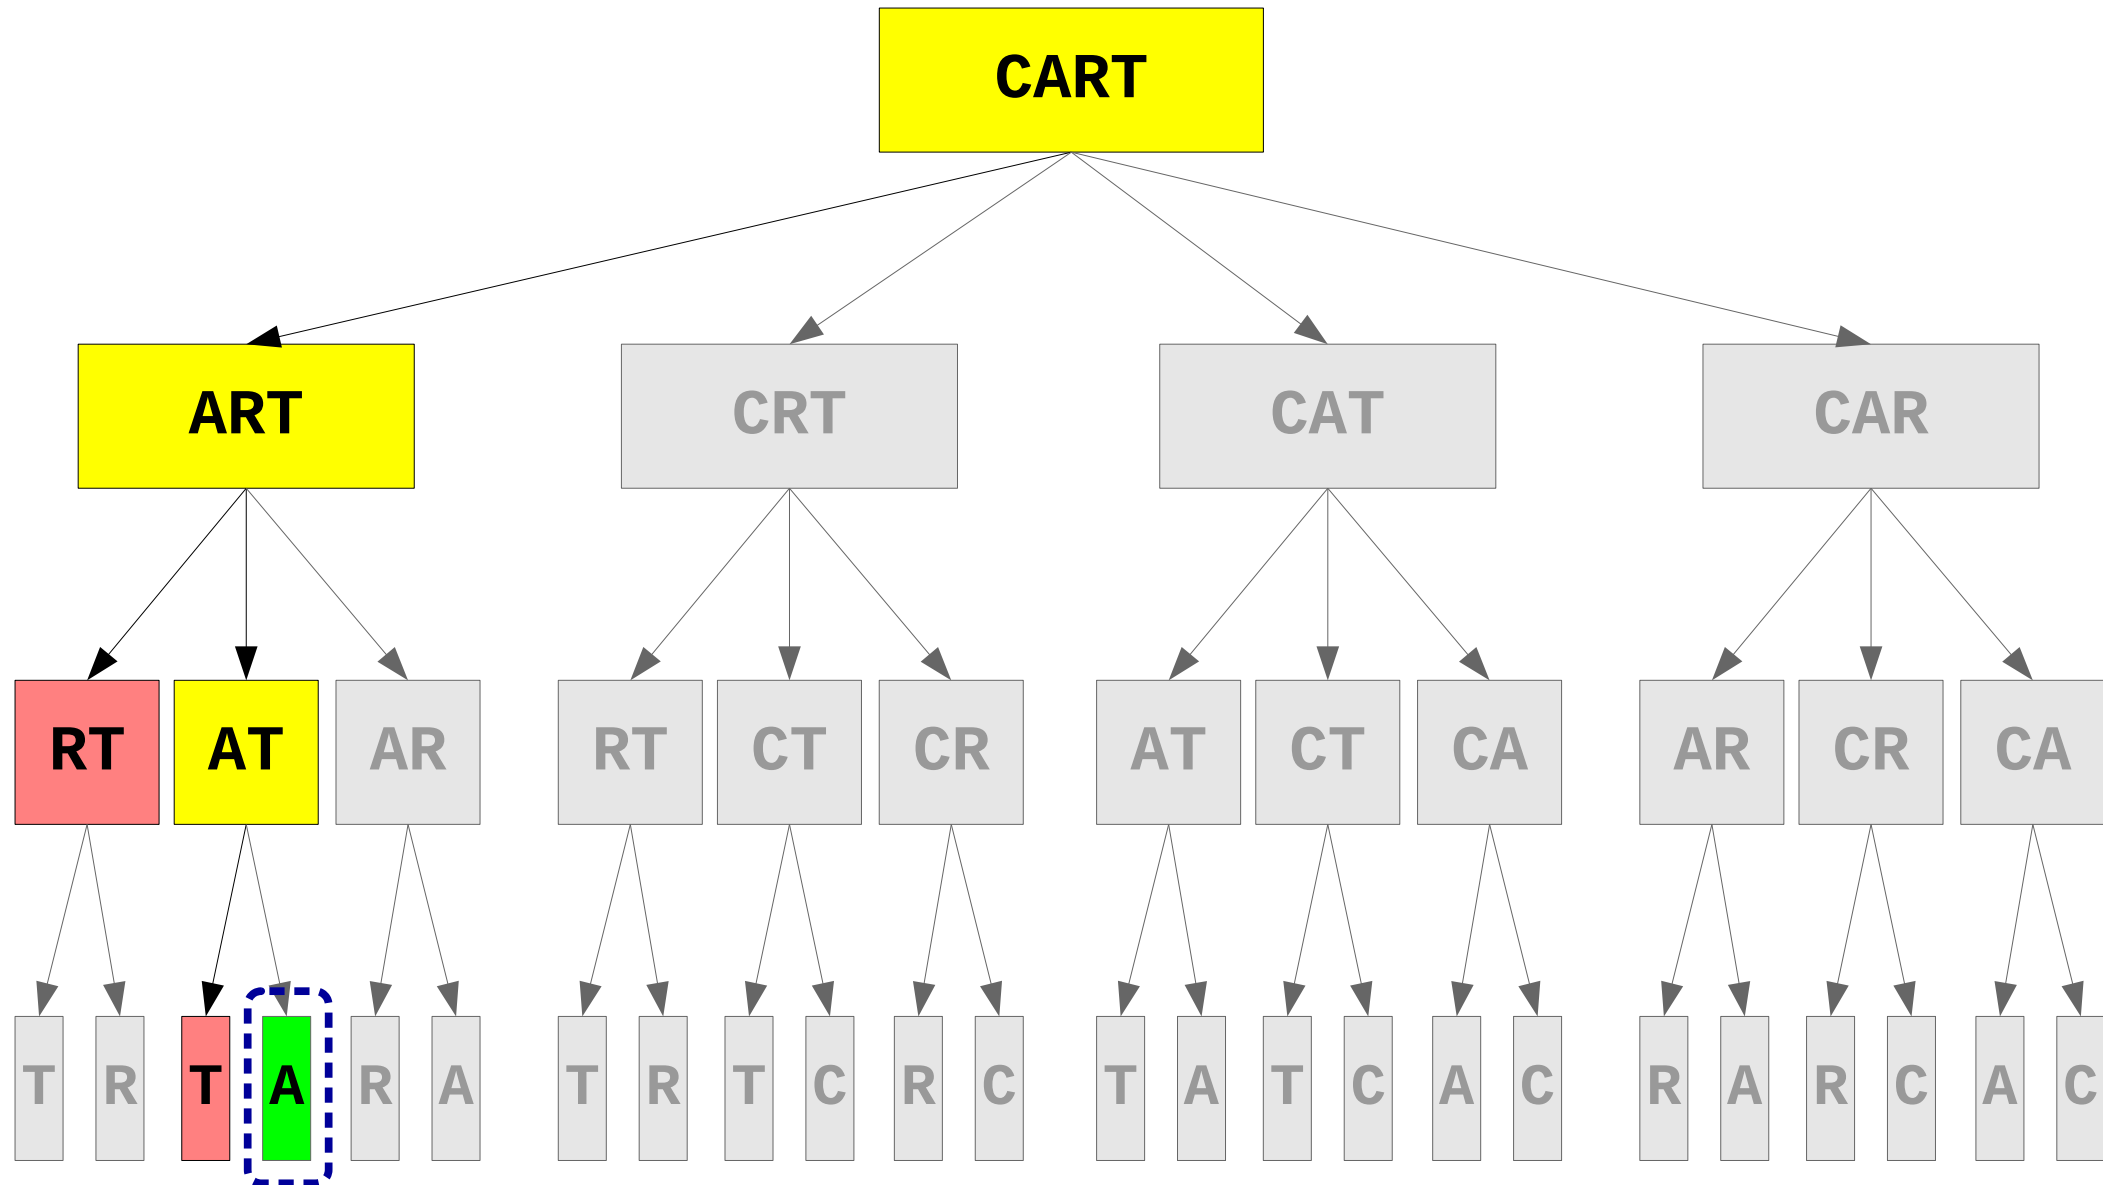 CART
ART CRT CAT CAR
RT AT AR RT CT CR AT CT CA AR CR CA
T R T A R A T R T C R C T A T C A C R A R C A C